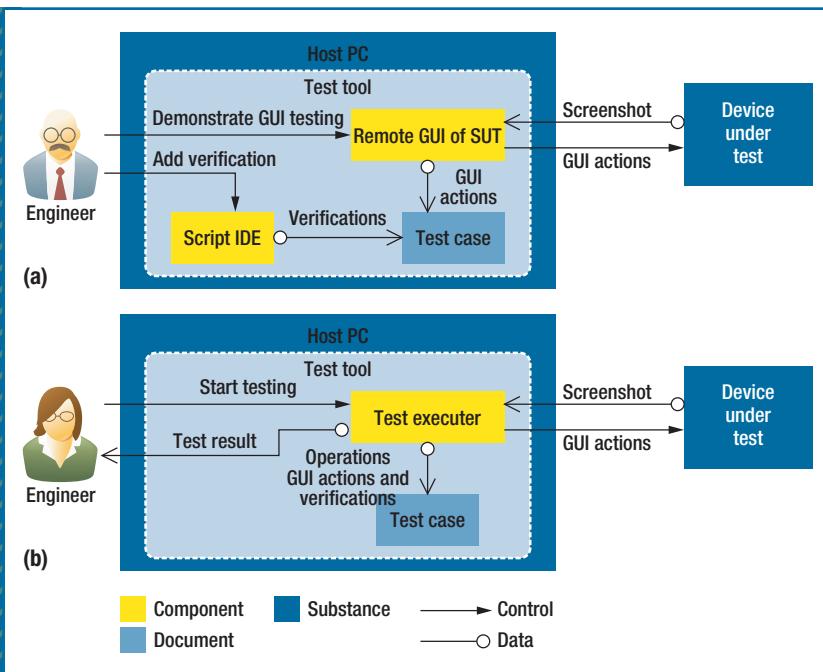 Host PC
Test tool
Demonstrate GUI testing
Remote GUI of SUT
Screenshot
Device
under
test
GUI actions
Add verification
Engineer
GUI
actions
Verifications
Script IDE
Test case
(a)
Host PC
Test tool
Start testing
Test executer
Screenshot
Device
under
test
GUI actions
Test result
Engineer
Operations
GUI actions and
verifications
Test case
(b)
Component
Substance
Control
Document
Data